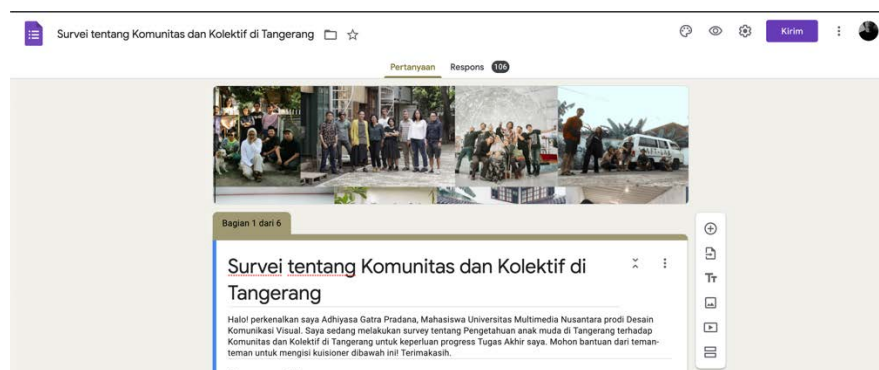 Survei tentang Komunitas dan Kolektif di Tangerang
Kirim
Pertanyaan Respons 106
Bagian 1 dari 6
Survei tentang Komunitas dan Kolektif di
Tangerang
Halo! perkenalkan saya Adhiyasa Gatra Pradana, Mahasiswa Universitas Multimedia Nusantara prodi Desain
Komunikasi Visual. Saya sedang melakukan survey tentang Pengetahuan anak muda di Tangerang terhadap
Komunitas dan Kolektif di Tangerang untuk keperluan progress Tugas Akhir saya. Mohon bantuan dari teman-
teman untuk mengisi kuisioner dibawah ini! Terimakasih.
Tт